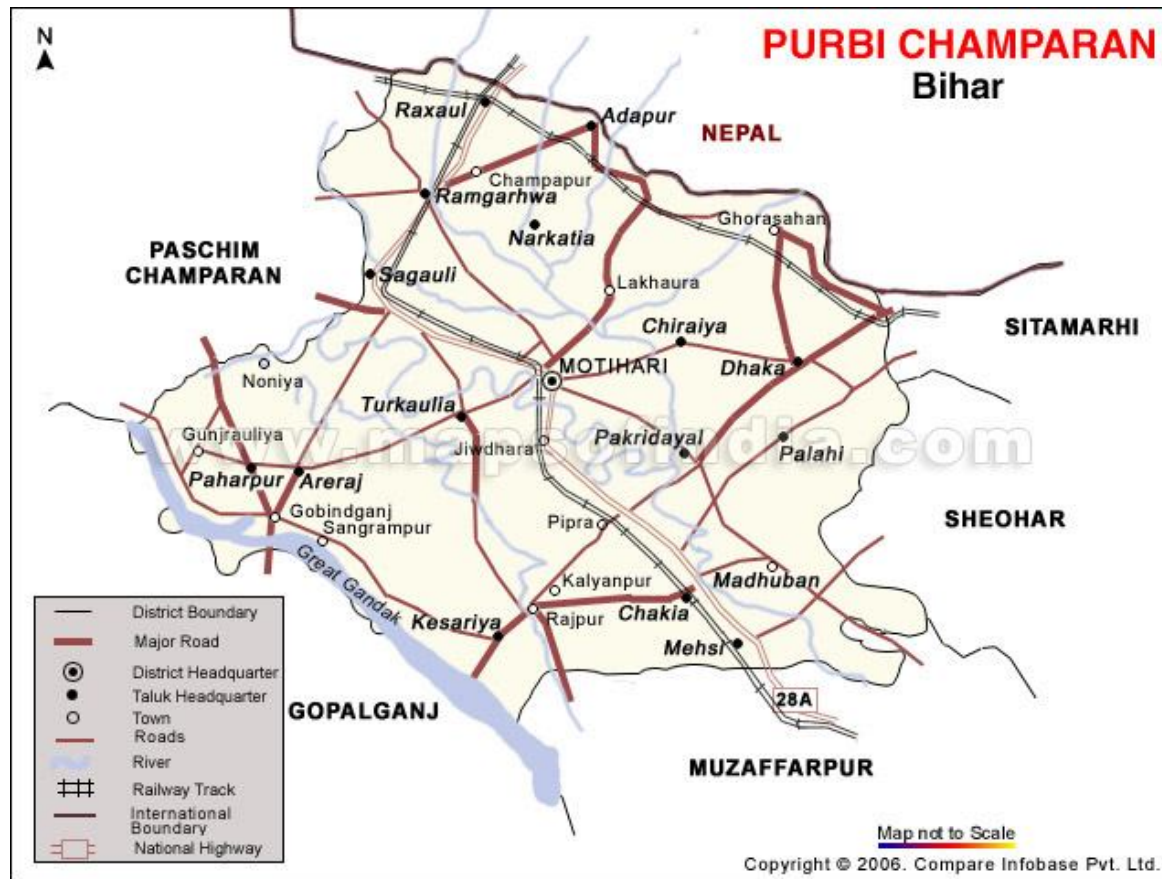 N
PURBI CHAMPARAN
Bihar
Raxaul
Adapur
NEPAL
Champapur
Ramgarhwa
Ghorasahan
Narkatia
PASCHIM
CHAMPARAN
Sagauli
Lakhaura
SITAMARHI
Chiraiya
Dhaka
MOTIHARI
Noniya
Turkaulia
www.mapsofindia.com
Gunjrauliya
Jiwdhara
Pakridayal
Palahi
Paharpur
Areraj
Gobindganj
Sangrampur
Pipra
SHEOHAR
Great Gandak
Madhuban
Kalyanpur
Chakia
Rajpur
Kesariya
Mehsi
28A
GOPALGANJ
MUZAFFARPUR
District Boundary
Major Road
District Headquarter
Taluk Headquarter
Town
Roads
River
Railway Track
International
Boundary
National Highway
Map not to Scale
Copyright © 2006. Compare Infobase Pvt. Ltd.